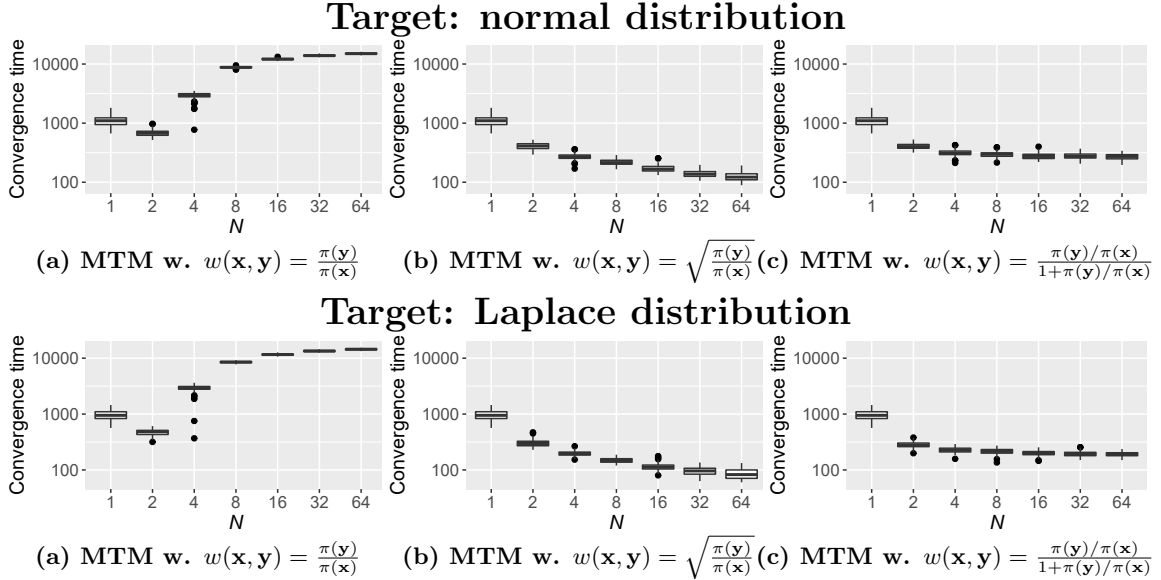 Target: normal distribution
Convergence time
10000
1000
100
1 2 4 8 16 32 64
N
Convergence time
10000
1000
100
1 2 4 8 16 32 64
N
Convergence time
10000
1000
100
1 2 4 8 16 32 64
N
(a) MTM w. w(x, y) = π(y)/π(x)
(b) MTM w. w(x, y) = √(π(y)/π(x))
(c) MTM w. w(x, y) = (π(y)/π(x))/(1+π(y)/π(x))
Target: Laplace distribution
Convergence time
10000
1000
100
1 2 4 8 16 32 64
N
Convergence time
10000
1000
100
1 2 4 8 16 32 64
N
Convergence time
10000
1000
100
1 2 4 8 16 32 64
N
(a) MTM w. w(x, y) = π(y)/π(x)
(b) MTM w. w(x, y) = √(π(y)/π(x))
(c) MTM w. w(x, y) = (π(y)/π(x))/(1+π(y)/π(x))